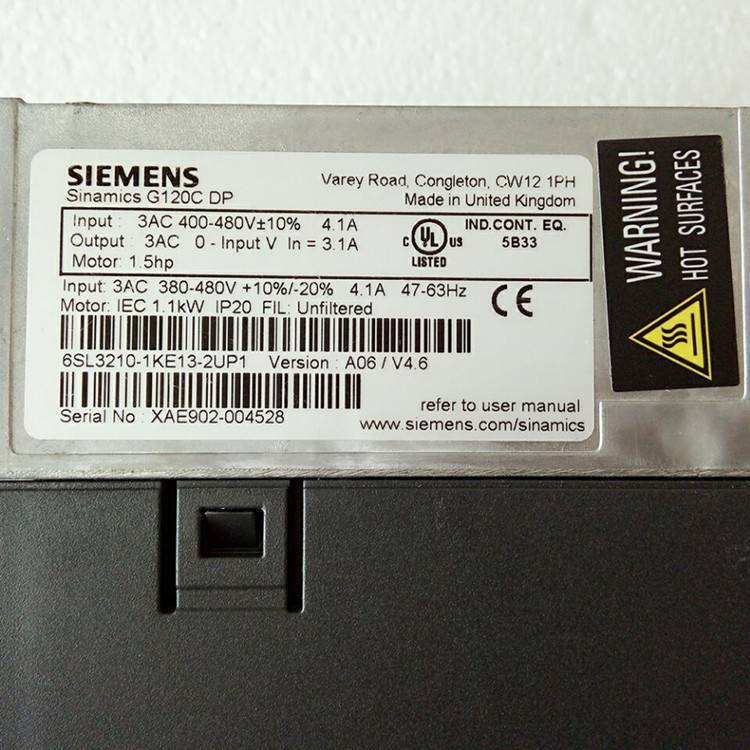 SIEMENS
Sinamics G120C DP
Varey Road, Congleton, CW12 1PH
Made in United Kingdom
Input : 3AC 400-480V±10% 4.1A
Output : 3AC 0 - Input V In = 3.1A
Motor: 1.5hp
C UL US
LISTED
IND.CONT. EQ.
5B33
Input: 3AC 380-480V +10%/-20% 4.1A 47-63Hz
Motor: IEC 1.1kW IP20 FIL: Unfiltered
CE
6SL3210-1KE13-2UP1 Version : A06 / V4.6
Serial No : XAE902-004528
refer to user manual
www.siemens.com/sinamics
WARNING!
HOT SURFACES